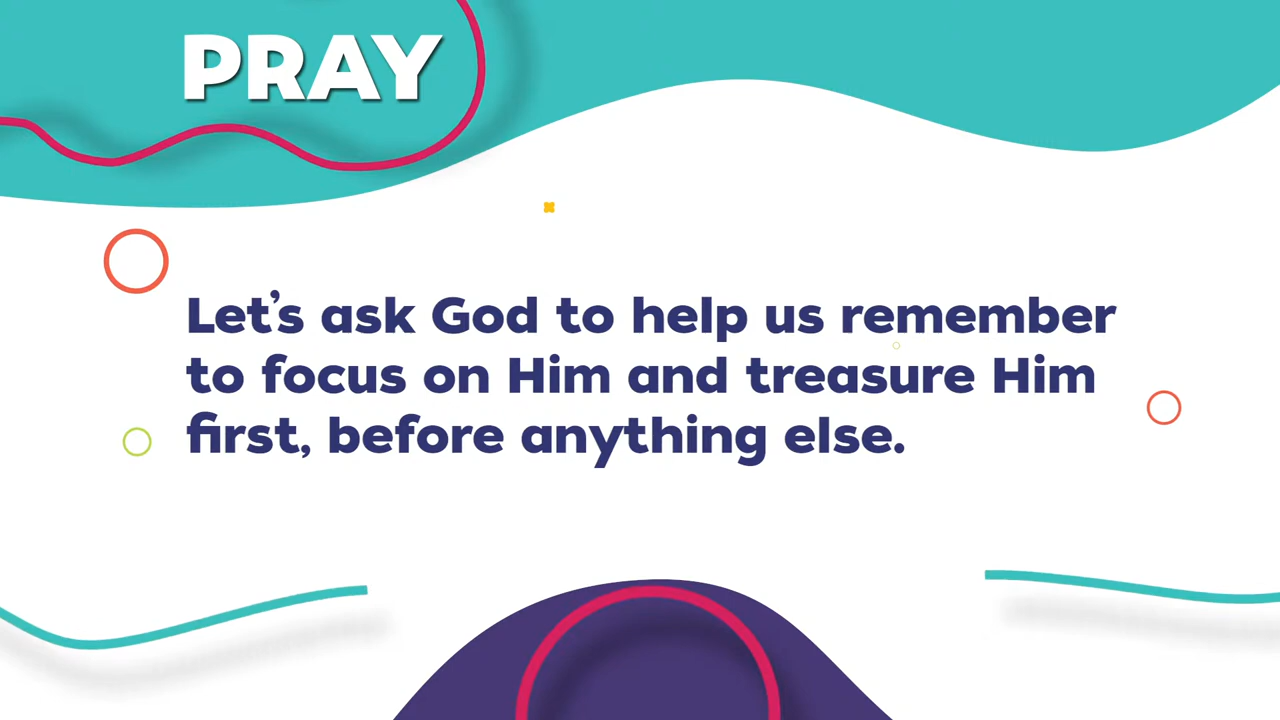 PRAY
Let’s ask God to help us remember
to focus on Him and treasure Him
first, before anything else.